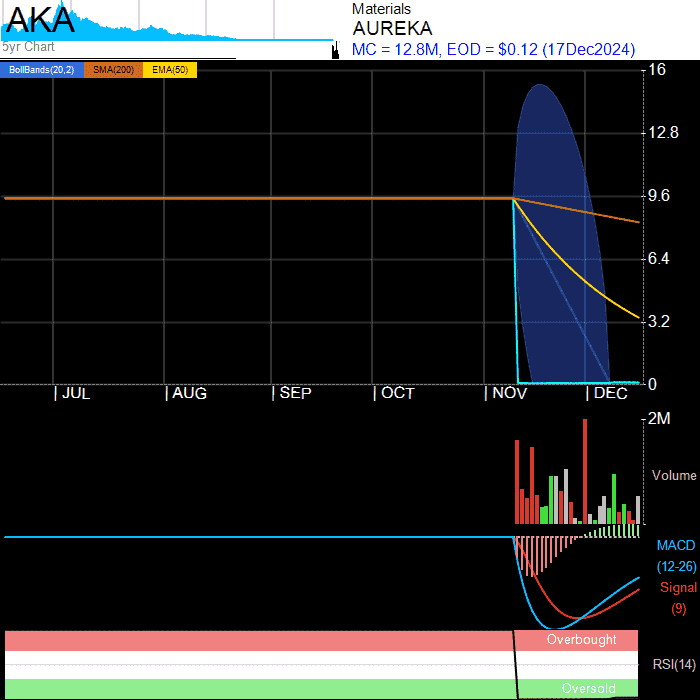 AKA
5yr Chart
Materials
AUREKA
MC = 12.8M, EOD = $0.12 (17Dec2024)
BollBands(20,2) SMA(200) EMA(50)
16
12.8
9.6
6.4
3.2
0
| JUL | AUG | SEP | OCT | NOV | DEC
2M
Volume
MACD
(12-26)
Signal
(9)
Overbought
RSI(14)
Oversold